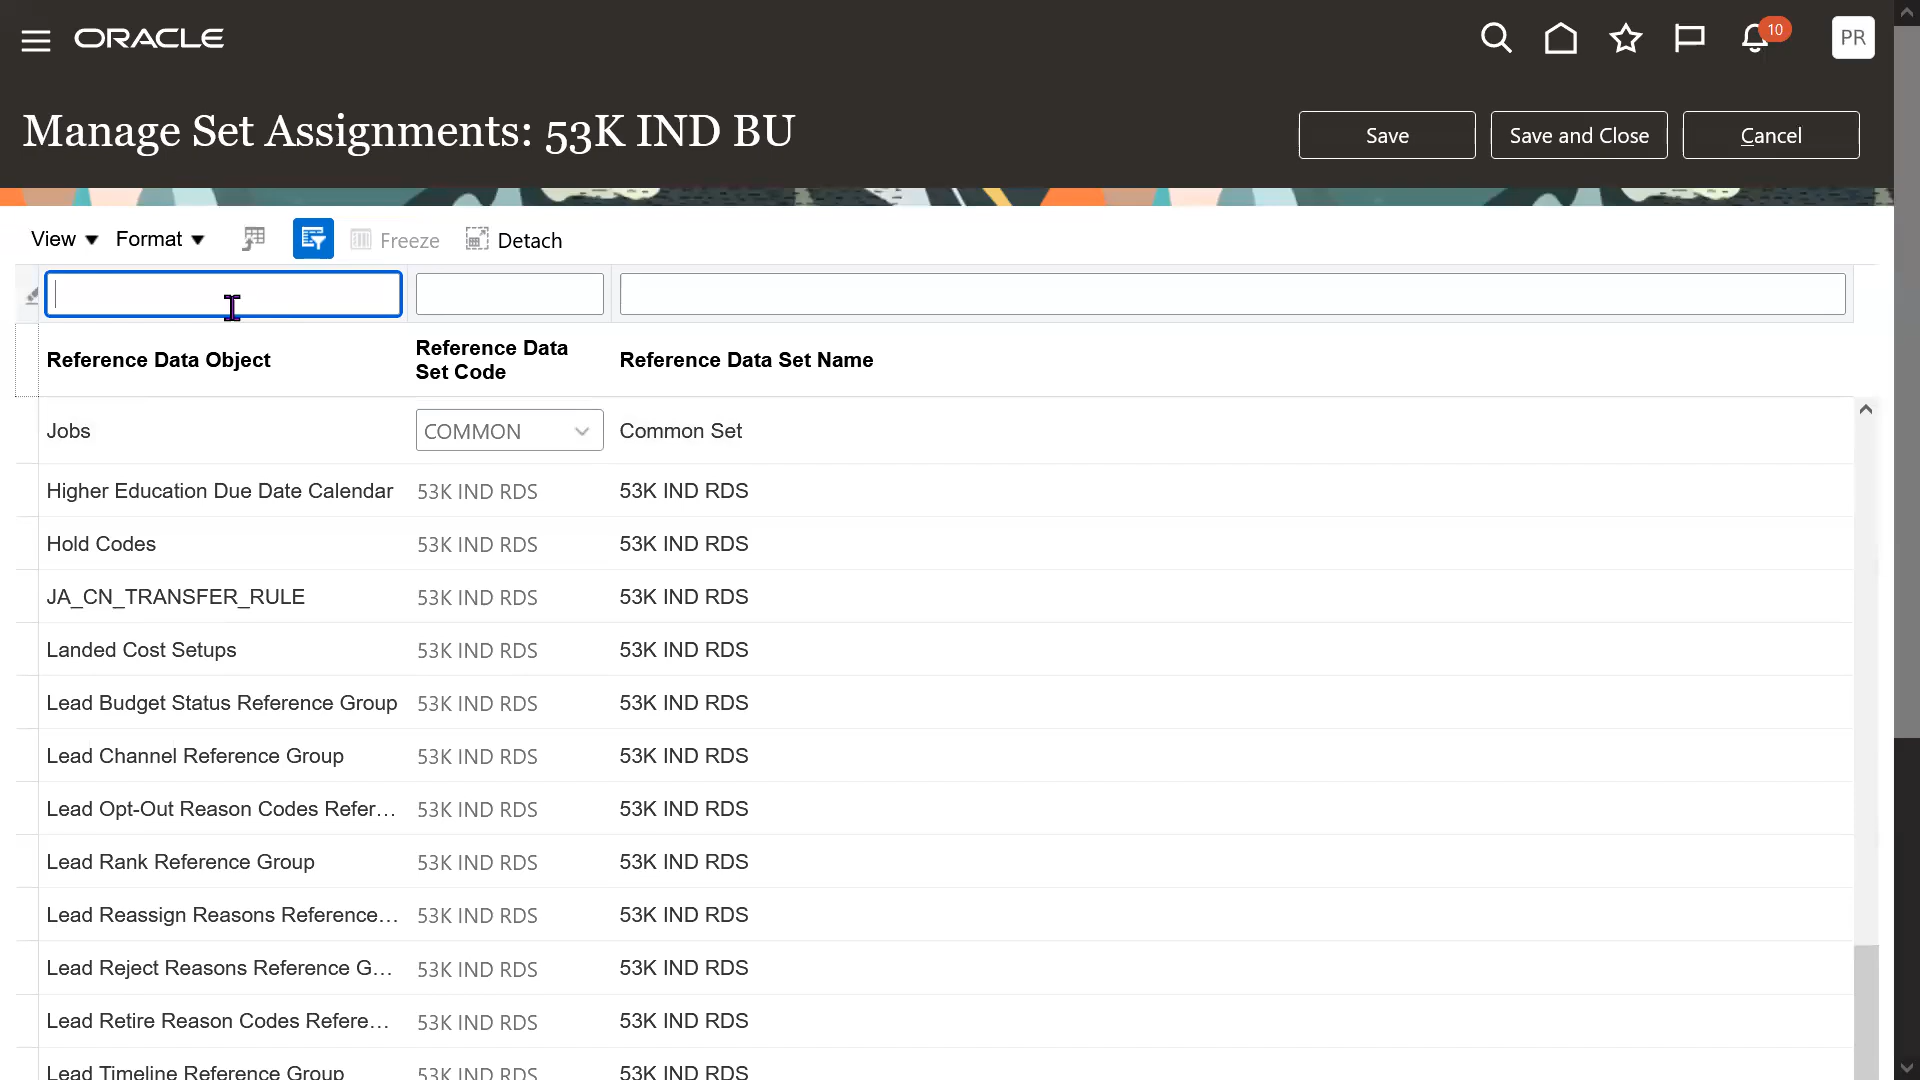 ORACLE
10
PR
Manage Set Assignments: 53K IND BU
Save
Save and Close
Cancel
View
Format
Freeze
Detach
Reference Data Object
Reference Data
Set Code
Reference Data Set Name
Jobs
COMMON
Common Set
Higher Education Due Date Calendar
53K IND RDS
53K IND RDS
Hold Codes
53K IND RDS
53K IND RDS
JA_CN_TRANSFER_RULE
53K IND RDS
53K IND RDS
Landed Cost Setups
53K IND RDS
53K IND RDS
Lead Budget Status Reference Group
53K IND RDS
53K IND RDS
Lead Channel Reference Group
53K IND RDS
53K IND RDS
Lead Opt-Out Reason Codes Refer...
53K IND RDS
53K IND RDS
Lead Rank Reference Group
53K IND RDS
53K IND RDS
Lead Reassign Reasons Reference...
53K IND RDS
53K IND RDS
Lead Reject Reasons Reference G...
53K IND RDS
53K IND RDS
Lead Retire Reason Codes Refere...
53K IND RDS
53K IND RDS
Lead Timeline Reference Group
53K IND RDS
53K IND RDS